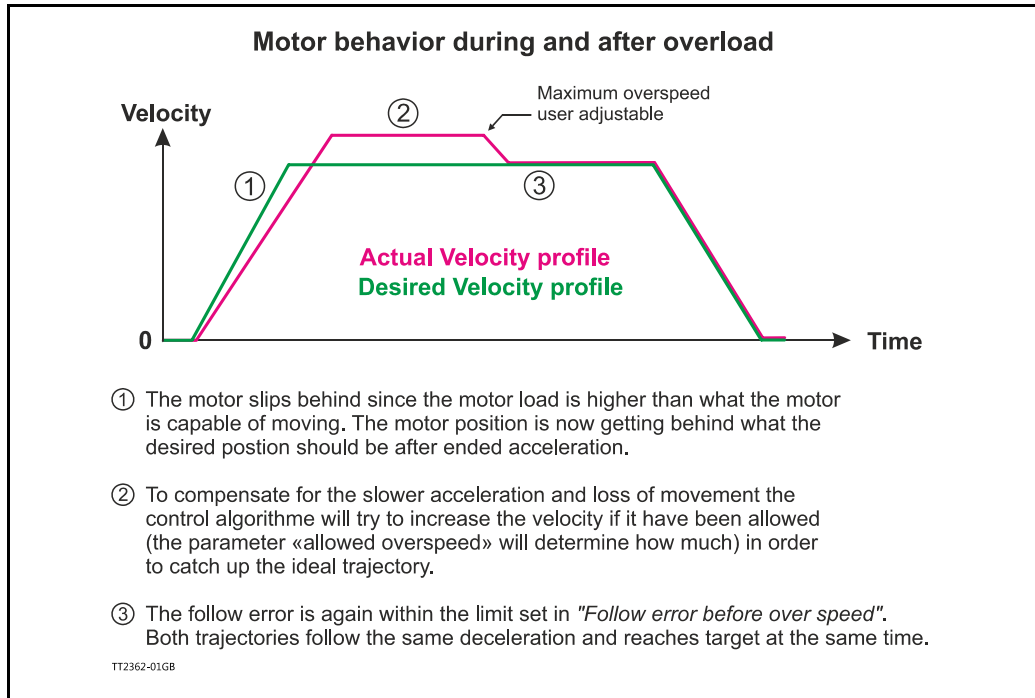 Motor behavior during and after overload
Maximum overspeed
user adjustable
Velocity
②
①
③
Actual Velocity profile
Desired Velocity profile
0
Time
① The motor slips behind since the motor load is higher than what the motor
is capable of moving. The motor position is now getting behind what the
desired postion should be after ended acceleration.
② To compensate for the slower acceleration and loss of movement the
control algorithme will try to increase the velocity if it have been allowed
(the parameter «allowed overspeed» will determine how much) in order
to catch up the ideal trajectory.
③ The follow error is again within the limit set in "Follow error before over speed".
Both trajectories follow the same deceleration and reaches target at the same time.
TT2362-01GB